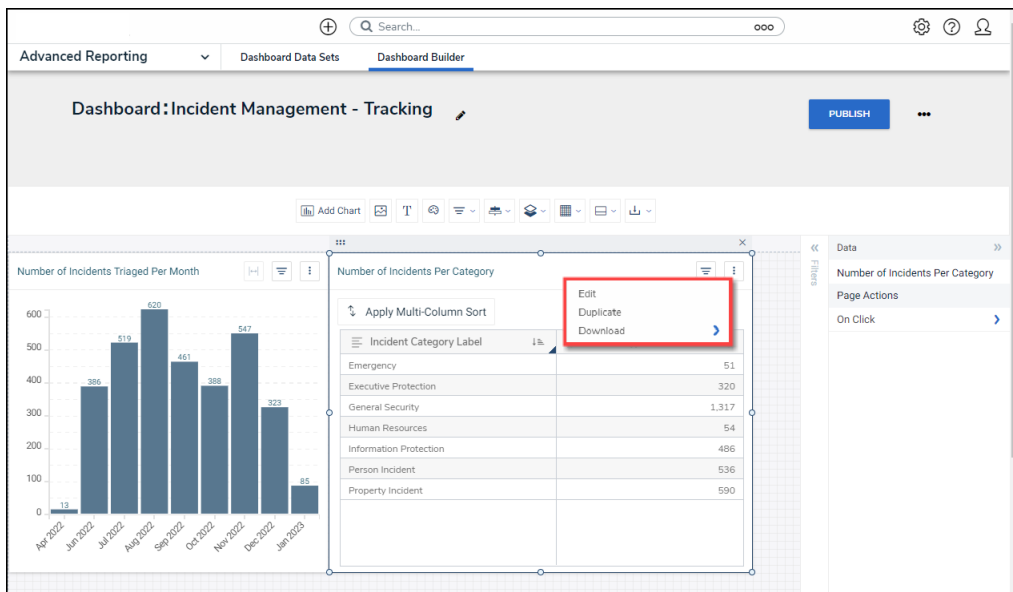 Search...
ooo
Advanced Reporting
Dashboard Data Sets
Dashboard Builder
Dashboard: Incident Management - Tracking
PUBLISH
Add Chart
T
Number of Incidents Triaged Per Month
600
500
400
300
200
100
0
13
386
519
620
461
388
547
323
85
Apr 2022
Jun 2022
Jul 2022
Aug 2022
Sep 2022
Oct 2022
Nov 2022
Dec 2022
Jan 2023
Number of Incidents Per Category
Apply Multi-Column Sort
Edit
Duplicate
Download
Incident Category Label
Emergency 51
Executive Protection 320
General Security 1,317
Human Resources 54
Information Protection 486
Person Incident 536
Property Incident 590
Filters
Data
Number of Incidents Per Category
Page Actions
On Click